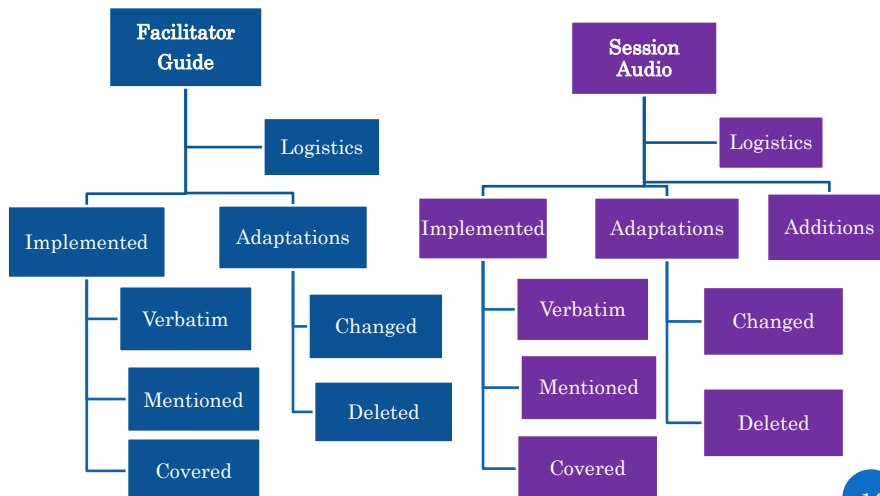 Facilitator
Guide
Logistics
Implemented
Adaptations
Verbatim
Changed
Mentioned
Deleted
Covered
Session
Audio
Logistics
Implemented
Adaptations
Additions
Verbatim
Changed
Mentioned
Deleted
Covered